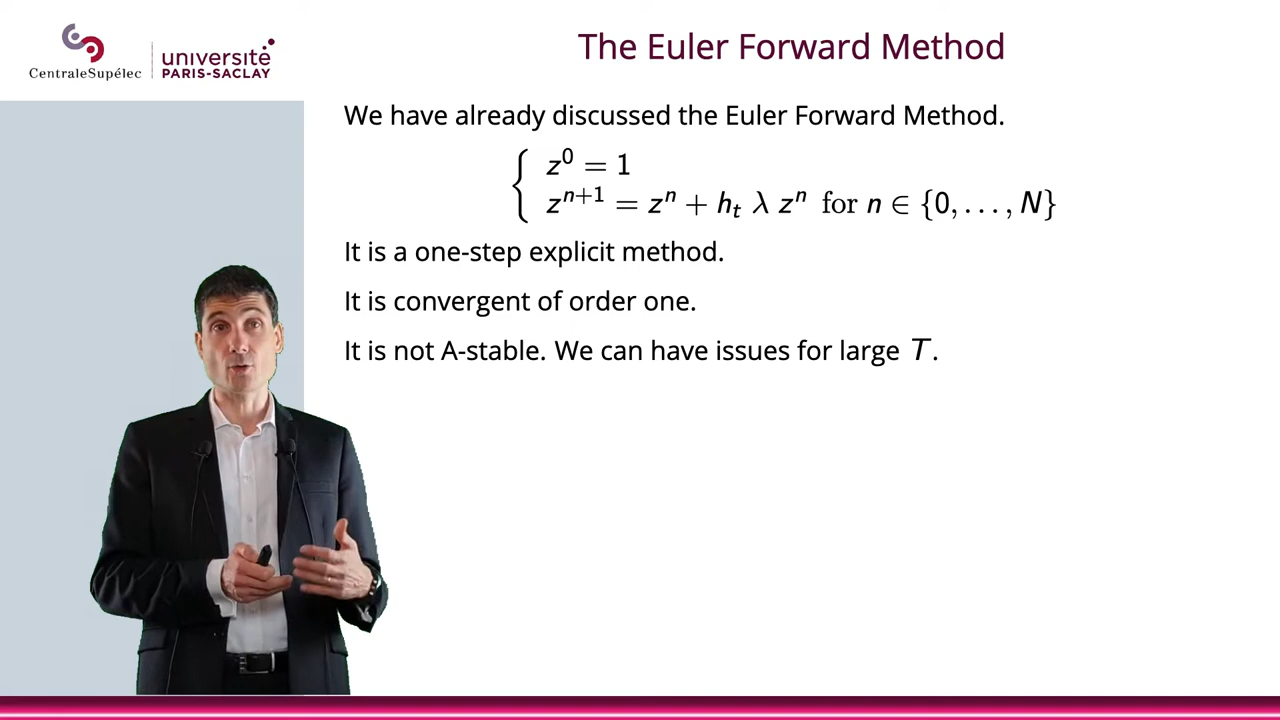 CentraleSupélec
université
PARIS-SACLAY
The Euler Forward Method
We have already discussed the Euler Forward Method.
z⁰ = 1
zⁿ⁺¹ = zⁿ + hₜ λ zⁿ for n ∈ {0, . . . , N}
It is a one-step explicit method.
It is convergent of order one.
It is not A-stable. We can have issues for large T.